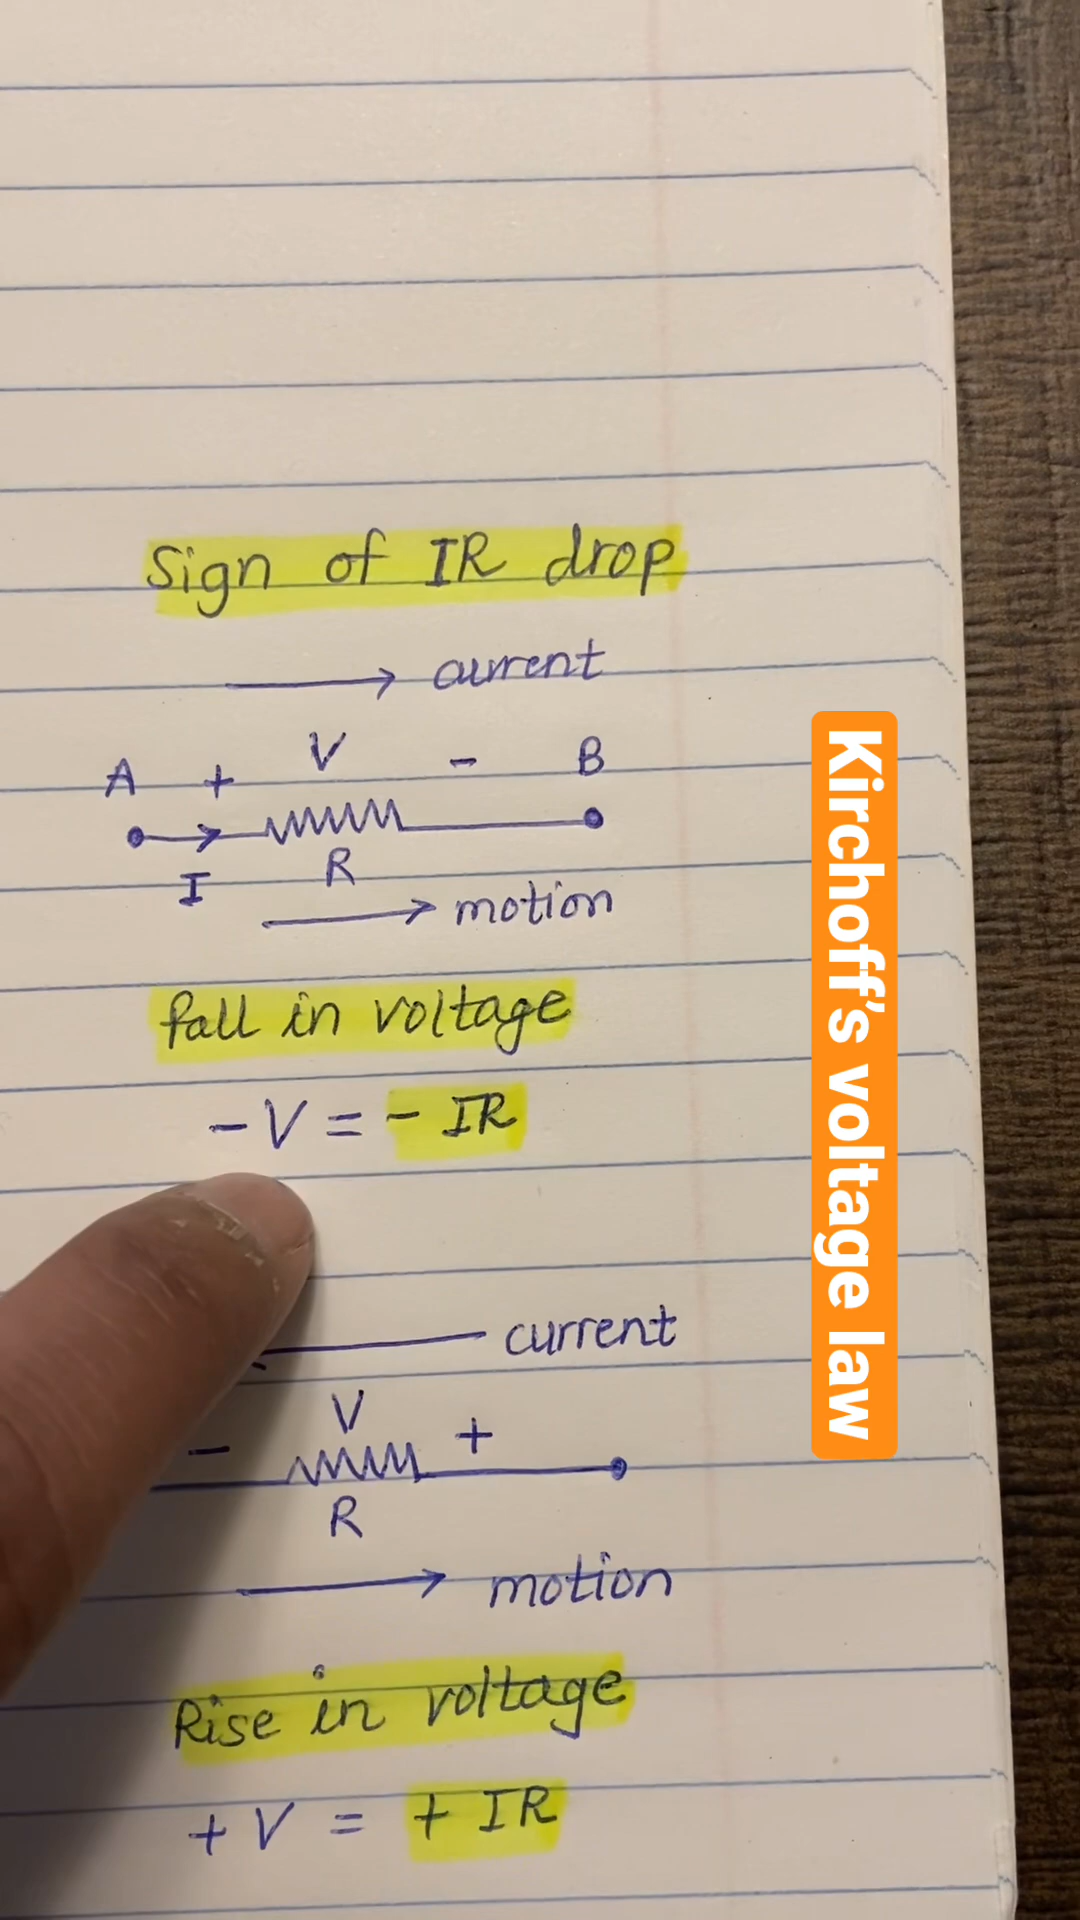 Sign of IR drop
current
A + V - B
I R
motion
fall in voltage
- V = - IR
current
V
- +
R
motion
Rise in voltage
+ V = + IR
Kirchoff's voltage law